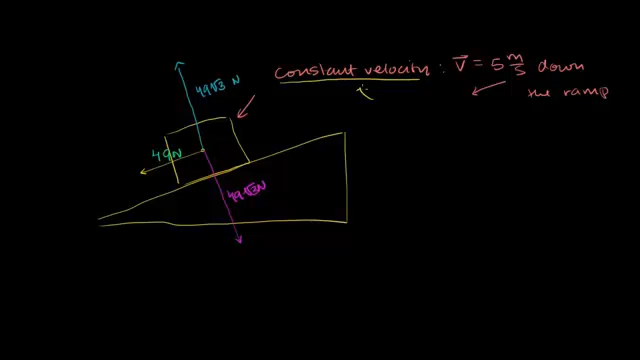 49√3 N
constant velocity : v⃗ = 5 m/s down
the ramp
49N
49√3N